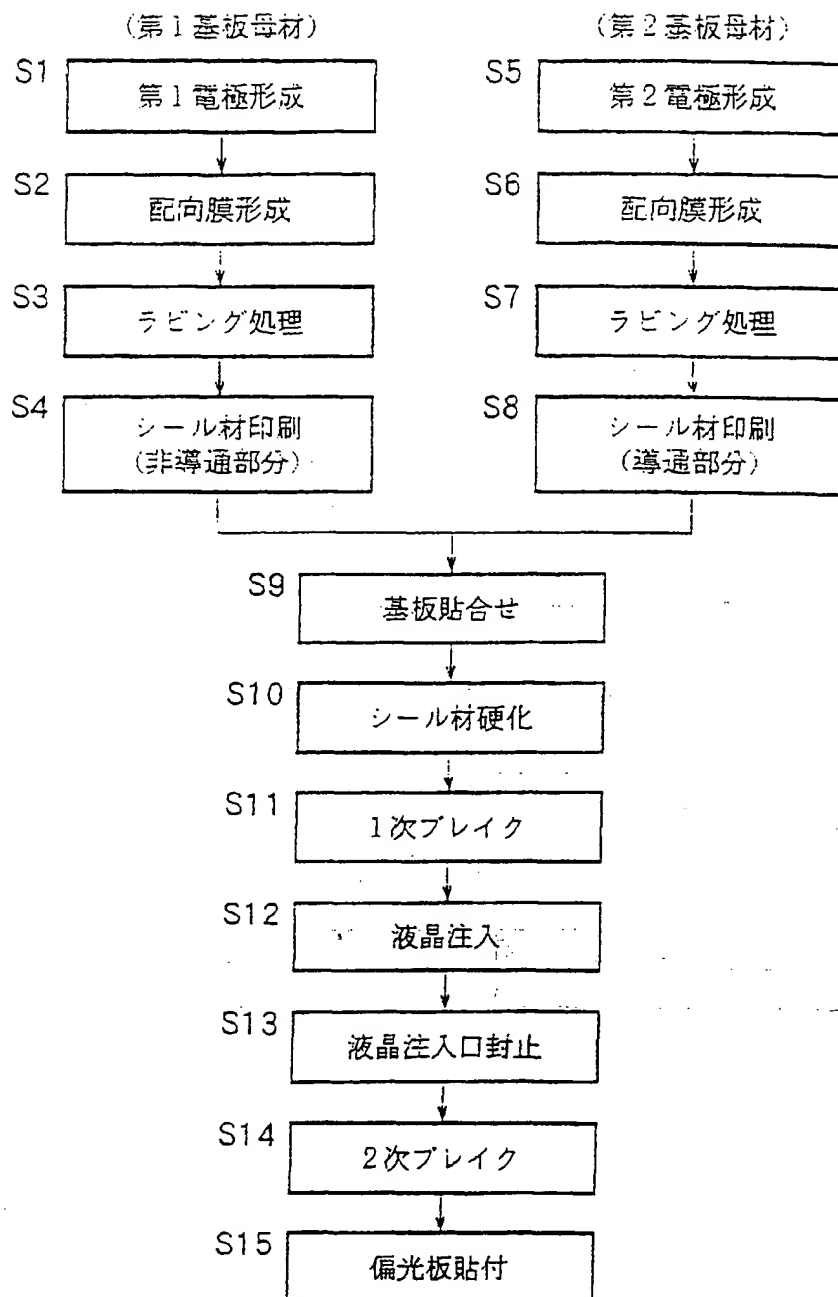 (第1基板母材)
S1
第1電極形成
S2
配向膜形成
S3
ラビング処理
S4
シール材印刷
(非導通部分)
(第2基板母材)
S5
第2電極形成
S6
配向膜形成
S7
ラビング処理
S8
シール材印刷
(導通部分)
S9
基板貼合せ
S10
シール材硬化
S11
1次ブレイク
S12
液晶注入
S13
液晶注入口封止
S14
2次ブレイク
S15
偏光板貼付